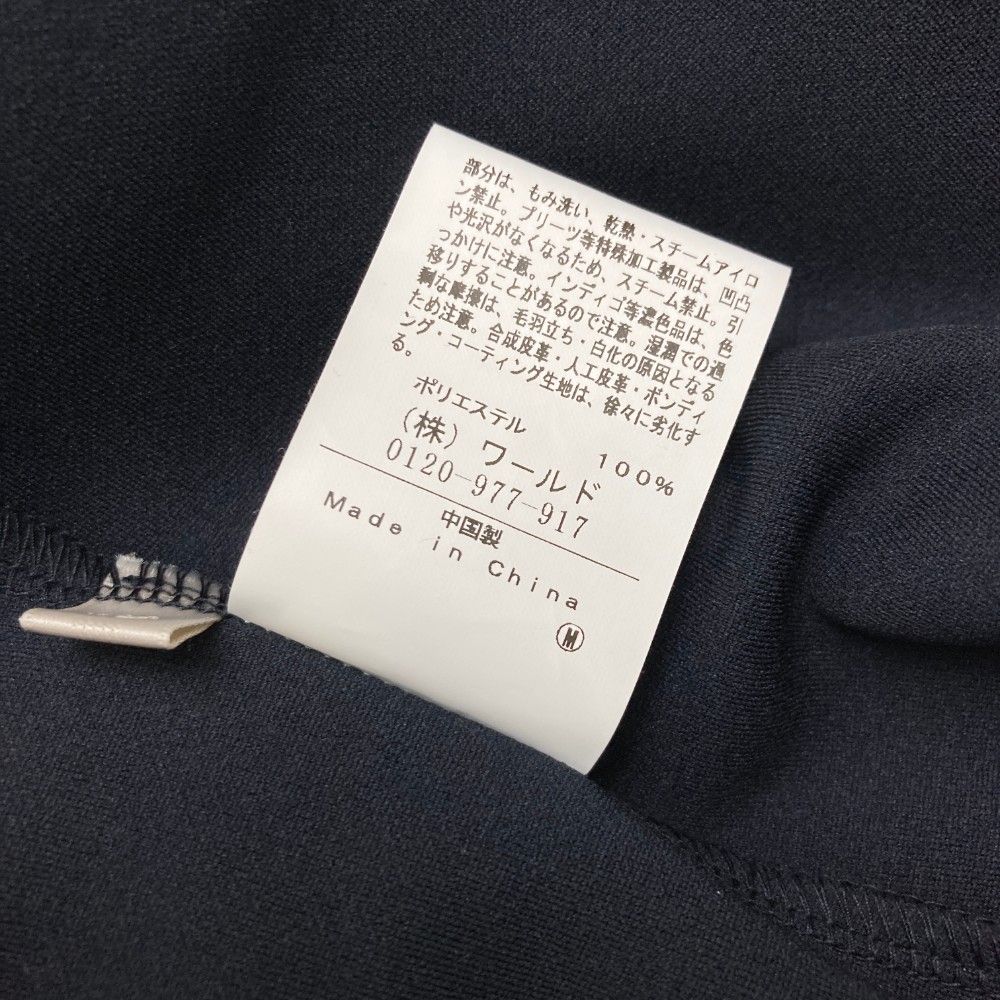 部分は、もみ洗い、乾熱・スチームアイロ
ン禁止。プリーツ等特殊加工製品は、凹凸
や光沢がなくなるため、スチーム禁止。引
っかけに注意。インディゴ等濃色品は、色
移りすることがあるので注意。湿潤での過
剰な摩擦は、毛羽立ち・白化の原因となる
ため注意。合成皮革・人工皮革・ボンディ
ング・コーティング生地は、徐々に劣化す
る。
ポリエステル 100%
(株) ワールド
0120-977-917
中国製
Made in China
M